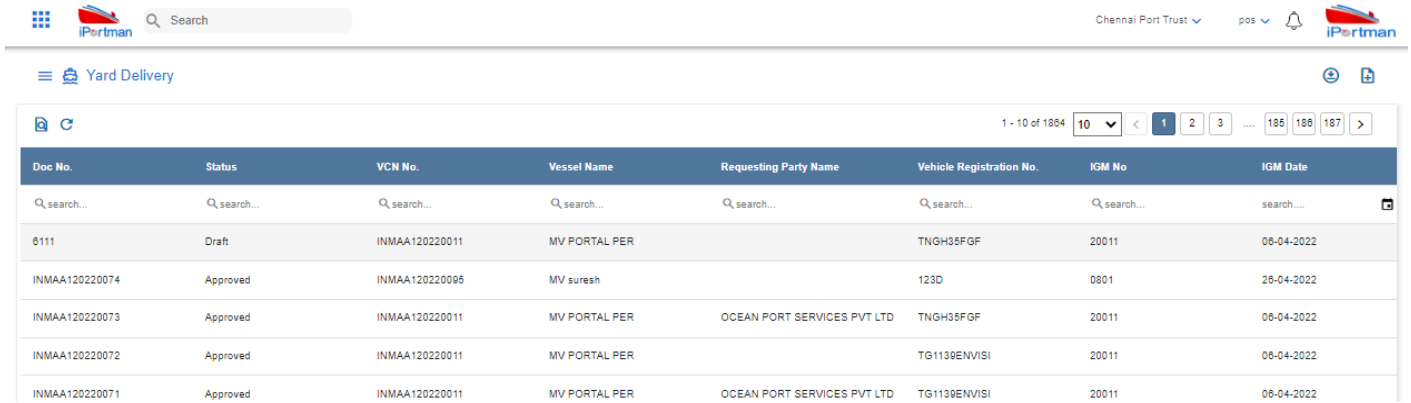 iPortman Search Chennai Port Trust pos iPortman
Yard Delivery
1 - 10 of 1864 10 < 1 2 3 .... 185 186 187 >
Doc No. Status VCN No. Vessel Name Requesting Party Name Vehicle Registration No. IGM No IGM Date
search... search... search... search... search... search... search... search....
6111 Draft INMAA120220011 MV PORTAL PER TNGH35FGF 20011 06-04-2022
INMAA120220074 Approved INMAA120220095 MV suresh 123D 0801 26-04-2022
INMAA120220073 Approved INMAA120220011 MV PORTAL PER OCEAN PORT SERVICES PVT LTD TNGH35FGF 20011 06-04-2022
INMAA120220072 Approved INMAA120220011 MV PORTAL PER TG1139ENVISI 20011 06-04-2022
INMAA120220071 Approved INMAA120220011 MV PORTAL PER OCEAN PORT SERVICES PVT LTD TG1139ENVISI 20011 06-04-2022